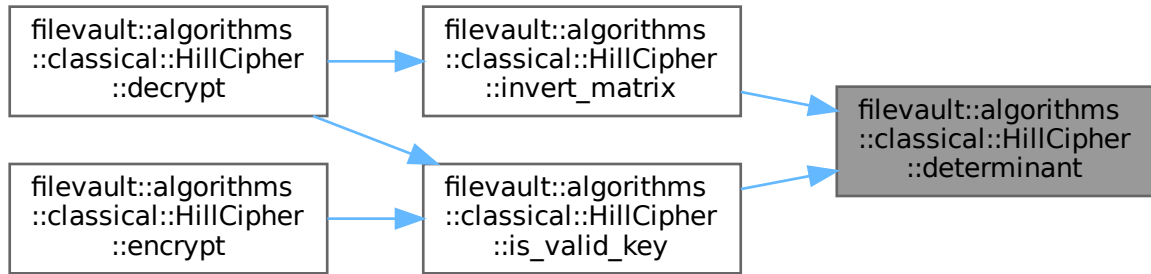 filevault::algorithms
::classical::HillCipher
::decrypt
filevault::algorithms
::classical::HillCipher
::invert_matrix
filevault::algorithms
::classical::HillCipher
::determinant
filevault::algorithms
::classical::HillCipher
::encrypt
filevault::algorithms
::classical::HillCipher
::is_valid_key